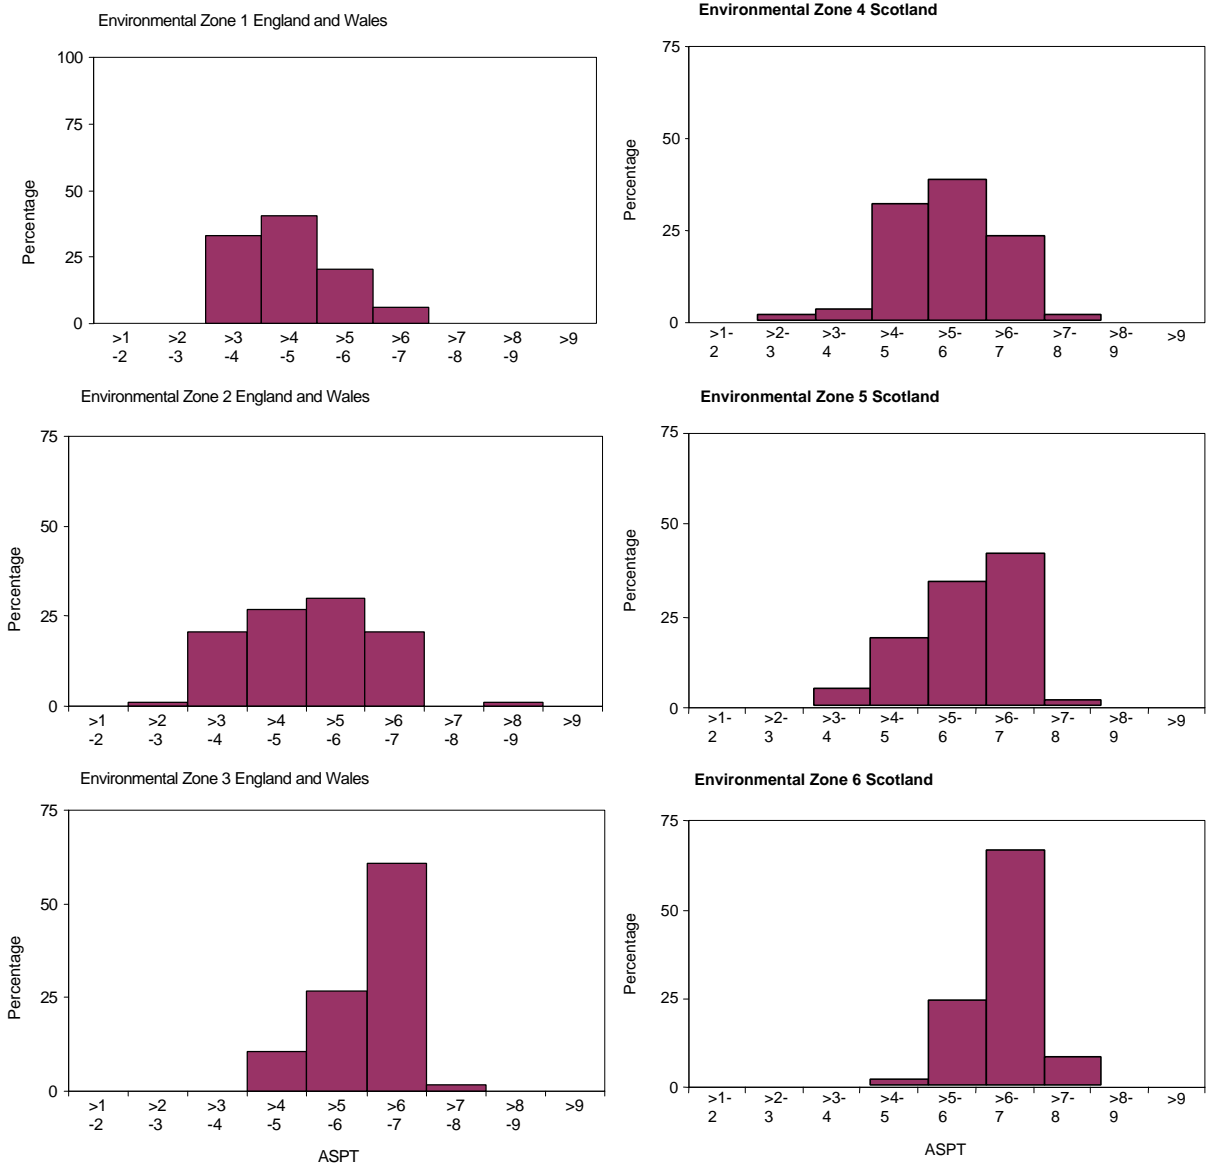 Environmental Zone 1 England and Wales
Percentage
100
75
50
25
0
>1 >2 >3 >4 >5 >6 >7 >8 >9
-2 -3 -4 -5 -6 -7 -8 -9
Environmental Zone 4 Scotland
Percentage
75
50
25
0
>1- >2- >3- >4- >5- >6- >7- >8- >9
2 3 4 5 6 7 8 9
Environmental Zone 2 England and Wales
Percentage
75
50
25
0
>1 >2 >3 >4 >5 >6 >7 >8 >9
-2 -3 -4 -5 -6 -7 -8 -9
Environmental Zone 5 Scotland
Percentage
75
50
25
0
>1- >2- >3- >4- >5- >6- >7- >8- >9
2 3 4 5 6 7 8 9
Environmental Zone 3 England and Wales
Percentage
75
50
25
0
>1 >2 >3 >4 >5 >6 >7 >8 >9
-2 -3 -4 -5 -6 -7 -8 -9
ASPT
Environmental Zone 6 Scotland
Percentage
75
50
25
0
>1- >2- >3- >4- >5- >6- >7- >8- >9
2 3 4 5 6 7 8 9
ASPT